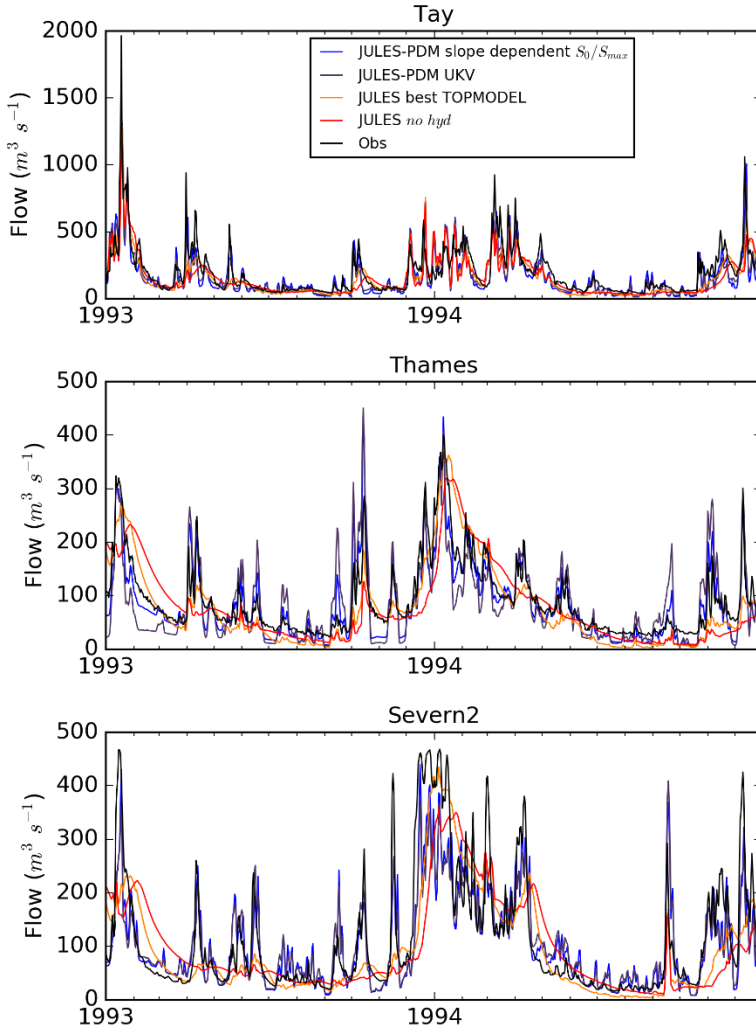 Tay
2000
1500
1000
500
0
Flow (m³ s⁻¹)
JULES-PDM slope dependent S₀/Sₘₐₓ
JULES-PDM UKV
JULES best TOPMODEL
JULES no hyd
Obs
1993
1994
Thames
500
400
300
200
100
0
Flow (m³ s⁻¹)
1993
1994
Severn2
500
400
300
200
100
0
Flow (m³ s⁻¹)
1993
1994